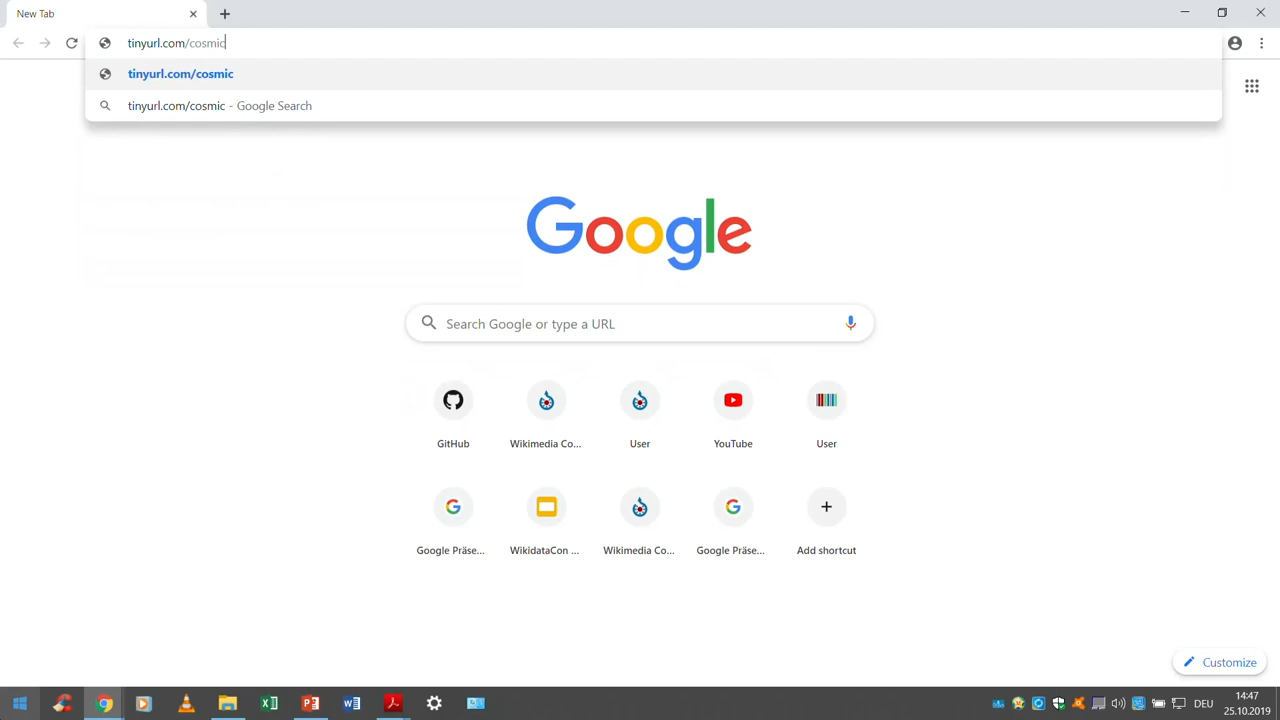 New Tab
tinyurl.com/cosmic
tinyurl.com/cosmic
tinyurl.com/cosmic - Google Search
Google
Search Google or type a URL
GitHub
Wikimedia Co...
User
YouTube
User
Google Präse...
WikidataCon ...
Wikimedia Co...
Google Präse...
Add shortcut
Customize
DEU
14:47
25.10.2019